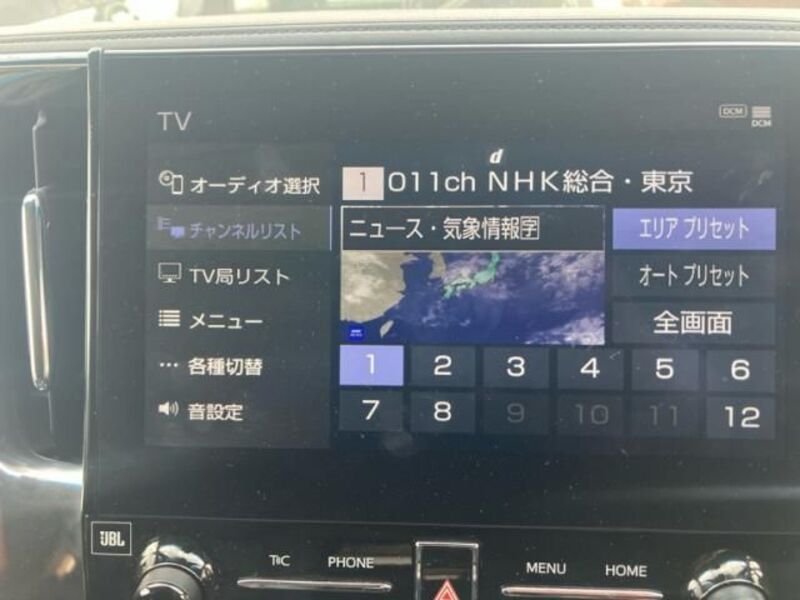 TV
DCM
DCM
d
オーディオ選択
1 011ch NHK総合・東京
チャンネルリスト
ニュース・気象情報字
エリア プリセット
TV局リスト
オート プリセット
メニュー
全画面
各種切替
1 2 3 4 5 6
音設定
7 8 9 10 11 12
JBL
T
C
PHONE
MENU
HOME